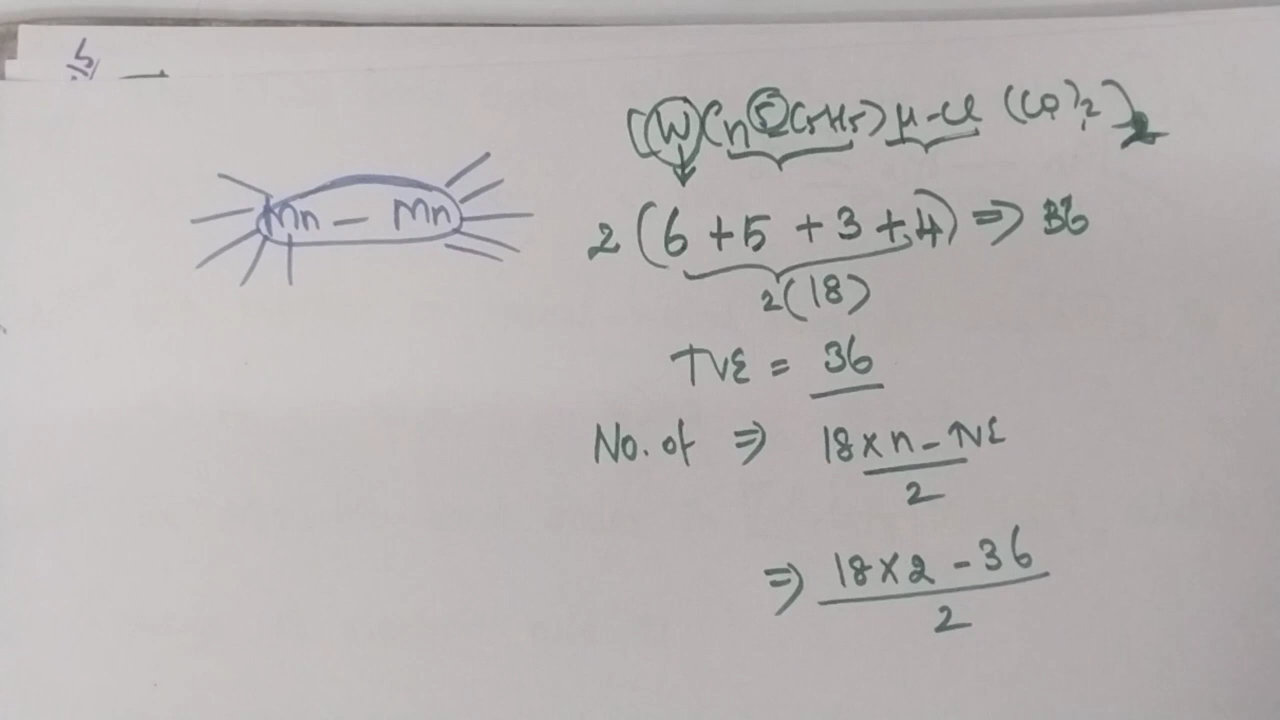 5
(W(η5C5H5)μ-Cl (CO)2)2
Mn — Mn
2(6+5+3+4) ⇒ 36
2(18)
TVE = 36
No. of ⇒ 18×n-TVE
2
⇒ 18×2-36
2